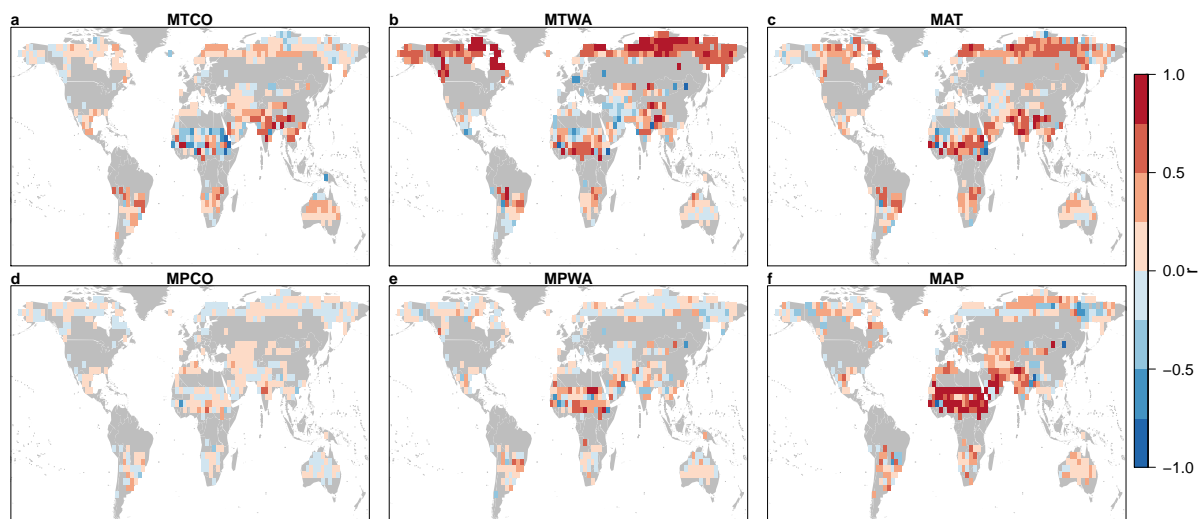 a MTCO
b MTWA
c MAT
d MPCO
e MPWA
f MAP
1.0
0.5
0.0
−0.5
−1.0
r